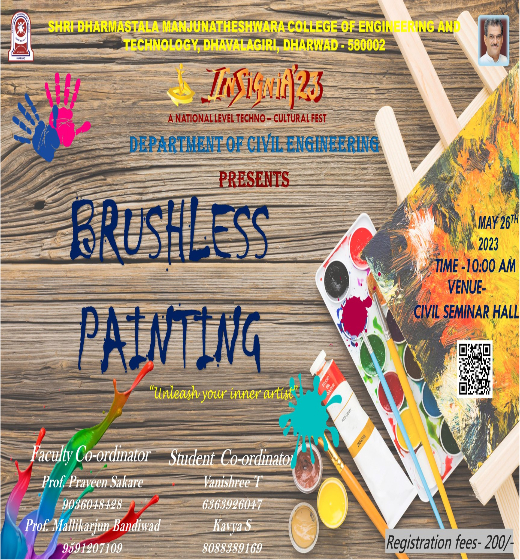 SHRI DHARMASTALA MANJUNATHESHWARA COLLEGE OF ENGINEERING AND
TECHNOLOGY, DHAVALAGIRI, DHARWAD - 580002
INSIGNIA'23
A NATIONAL LEVEL TECHNO – CULTURAL FEST
DEPARTMENT OF CIVIL ENGINEERING
PRESENTS
BRUSHLESS
PAINTING
"Unleash your inner artist"
MAY 26TH
2023
TIME -10:00 AM
VENUE-
CIVIL SEMINAR HALL
Faculty Co-ordinator
Prof. Praveen Sakare
9036048428
Prof. Mallikarjun Bandiwad
9591207109
Student Co-ordinator
Vanishree T
6363926047
Kavya S
8088389169
Registration fees- 200/-